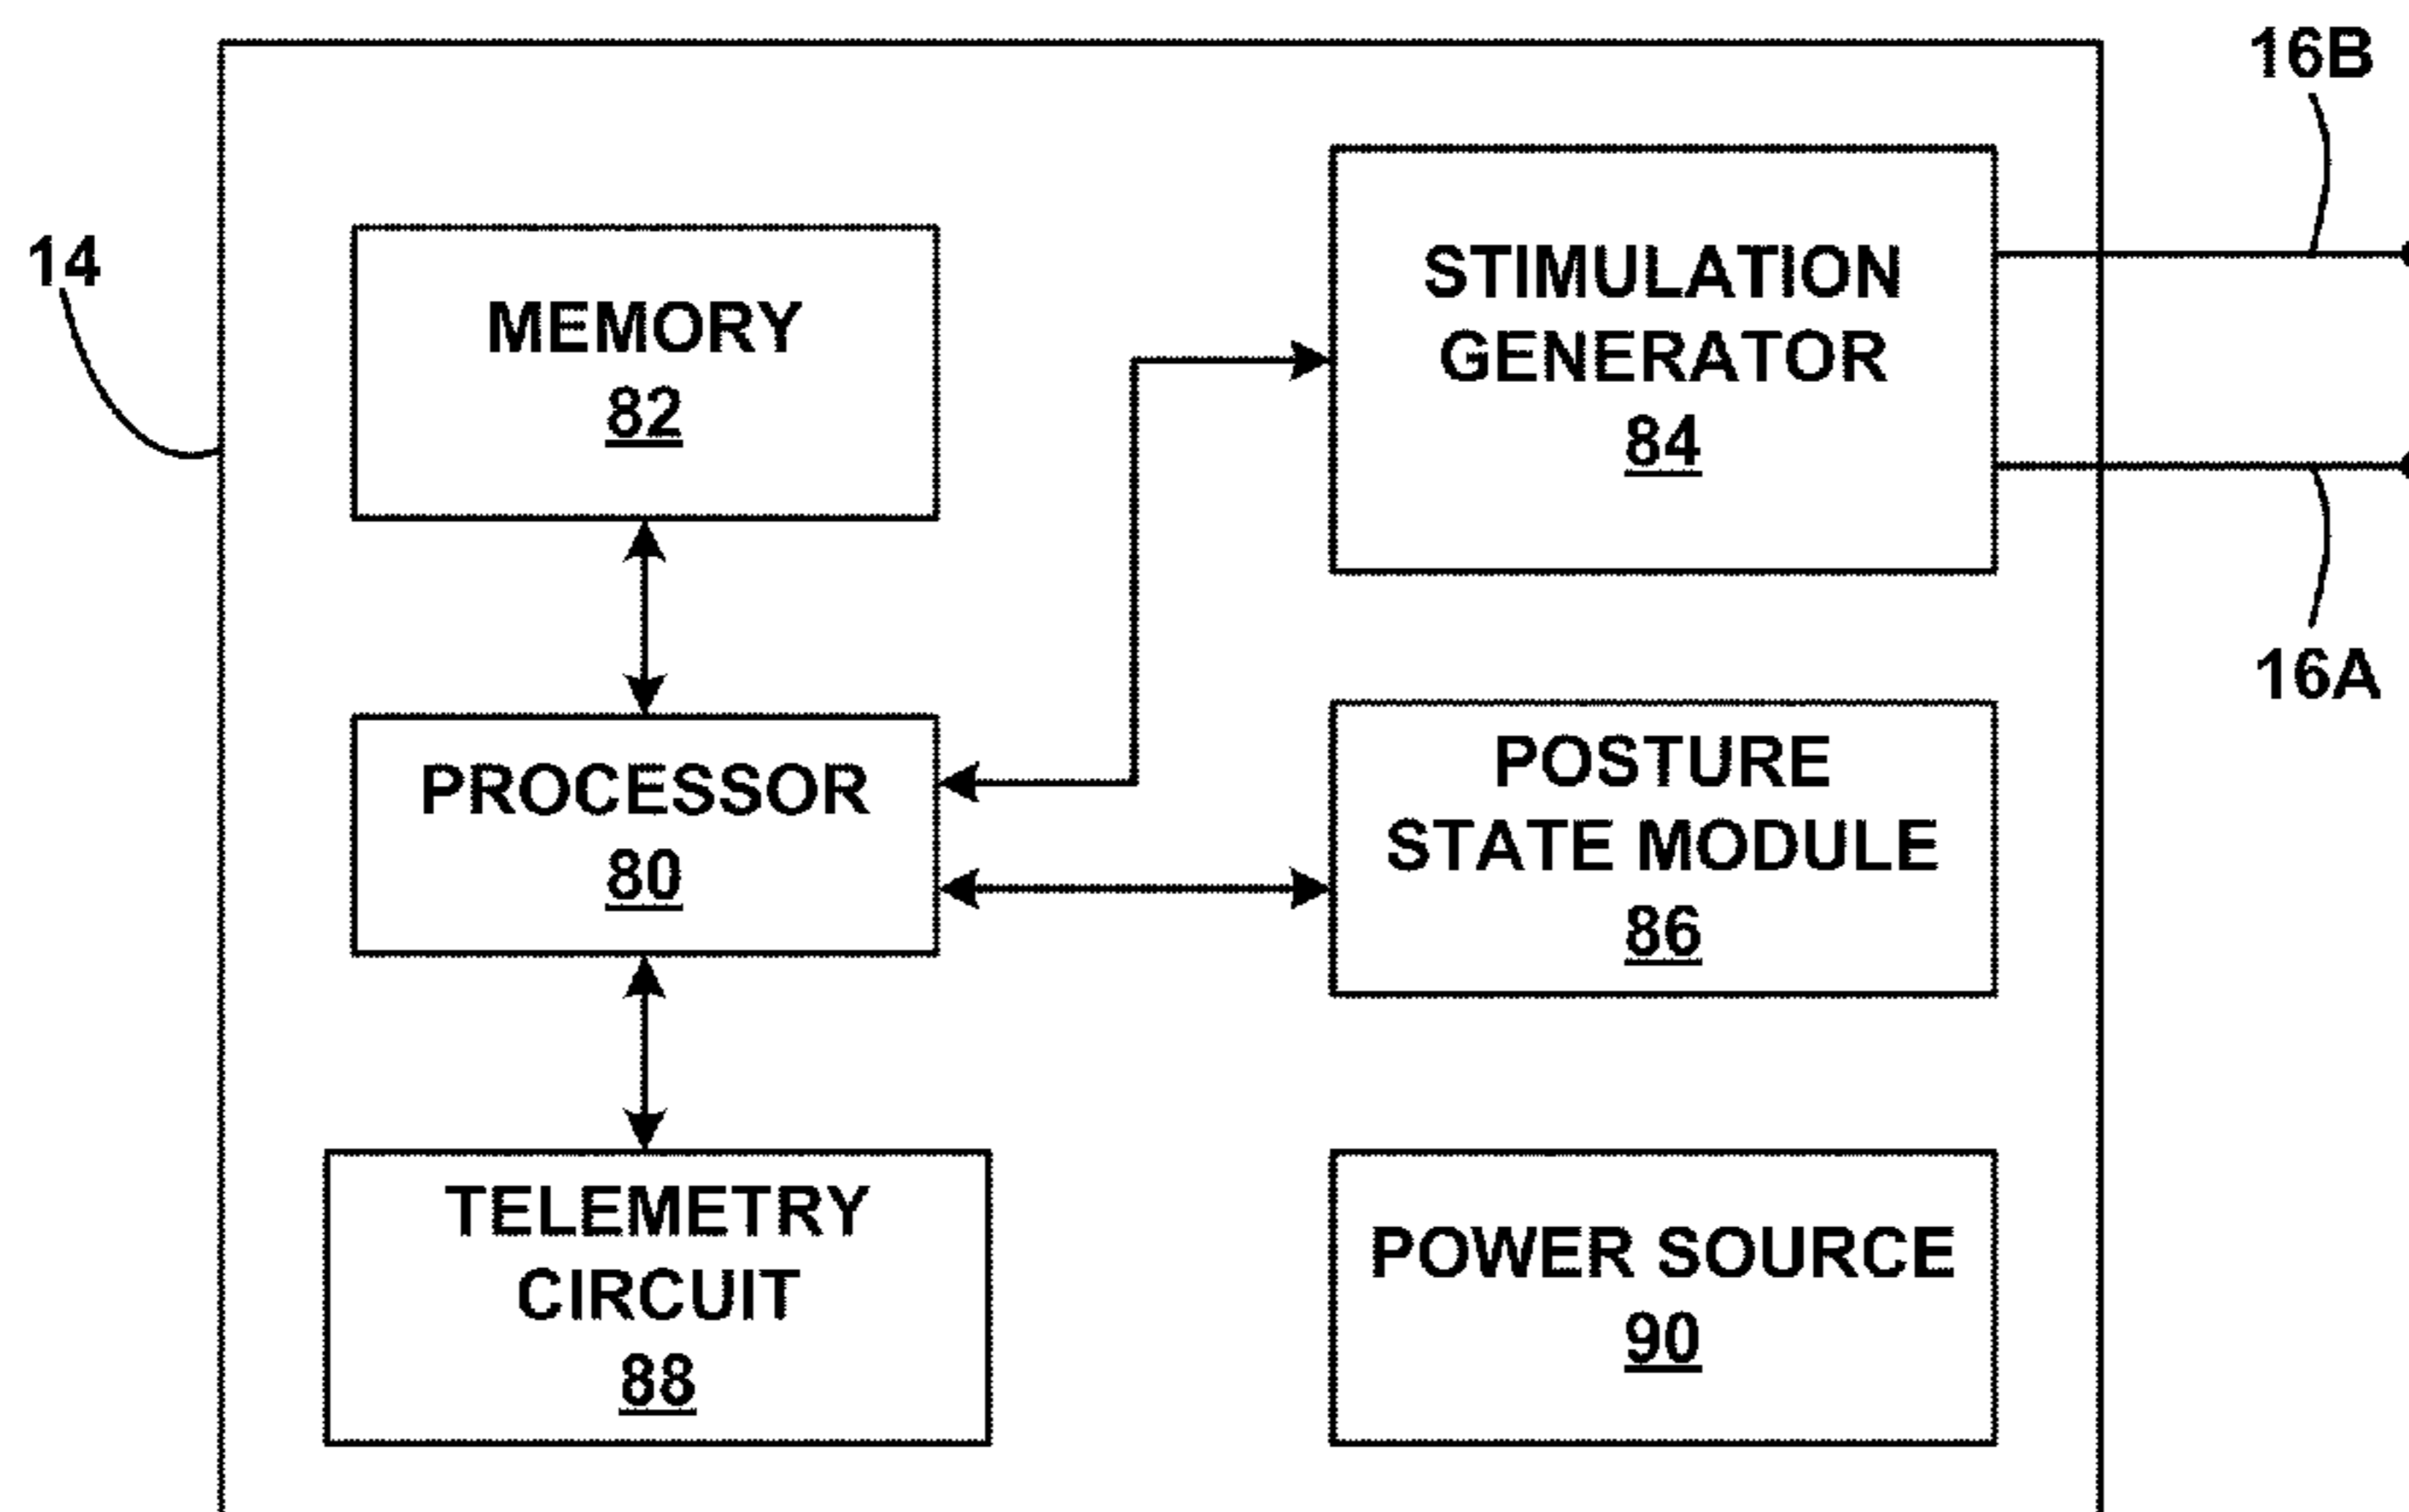 16B
14
MEMORY
82
STIMULATION
GENERATOR
84
16A
PROCESSOR
80
POSTURE
STATE MODULE
86
TELEMETRY
CIRCUIT
88
POWER SOURCE
90